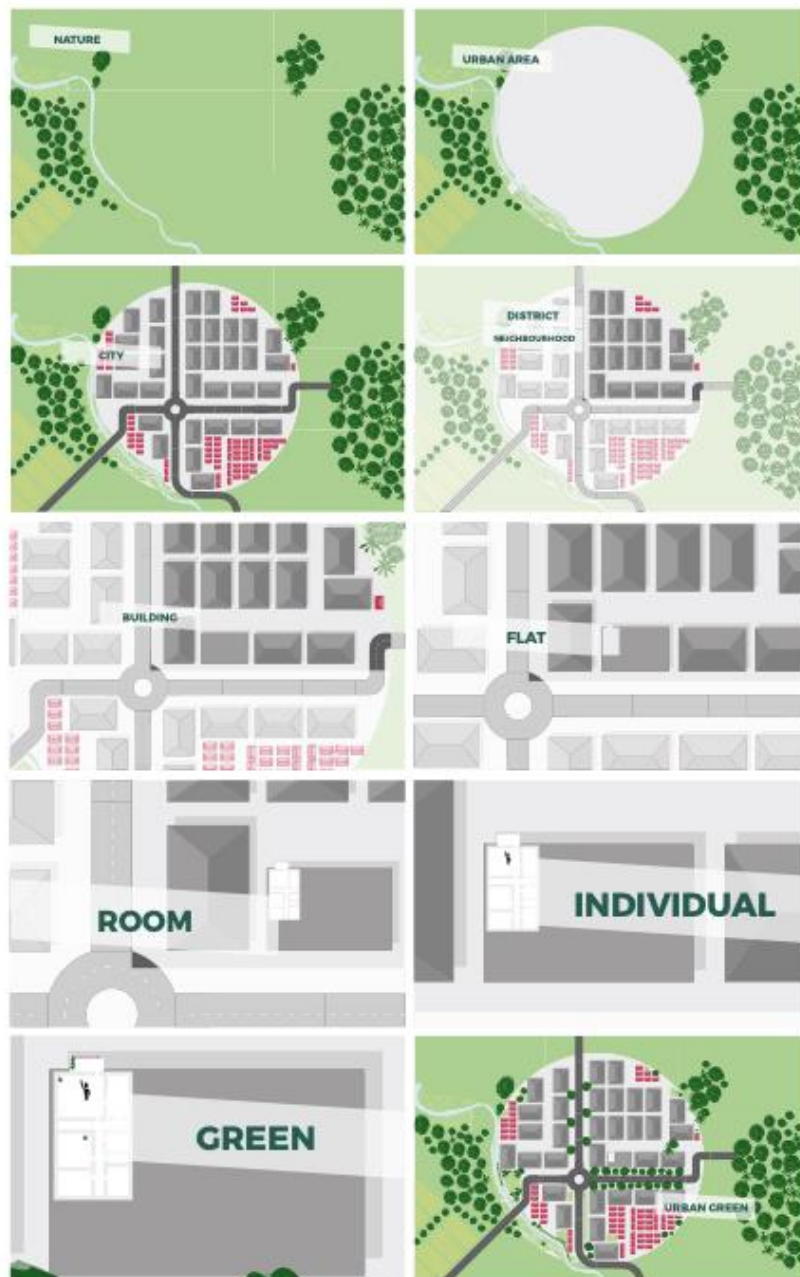 NATURE
URBAN AREA
CITY
DISTRICT
NEIGHBOURHOOD
BUILDING
FLAT
ROOM
INDIVIDUAL
GREEN
URBAN GREEN